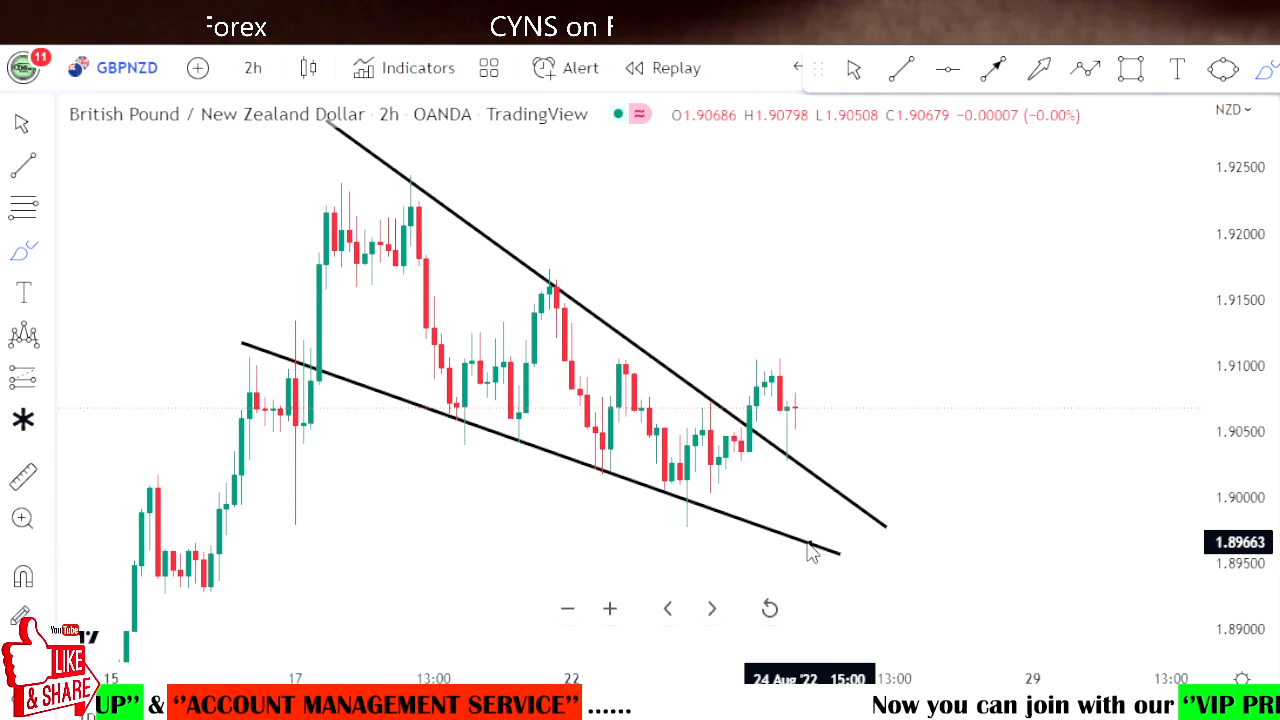 Forex CYNS on F
11 GBPNZD 2h Indicators Alert Replay T
British Pound / New Zealand Dollar · 2h · OANDA · TradingView O1.90686 H1.90798 L1.90508 C1.90679 −0.00007 (−0.00%) NZD
1.92500
1.92000
1.91500
1.91000
1.90500
1.90000
1.89663
1.89500
1.89000
T
YouTube
LIKE
& SHARE
15 17 13:00 22 24 Aug '22 15:00 13:00 29 13:00
UP” & “ACCOUNT MANAGEMENT SERVICE” ...... Now you can join with our “VIP PRE